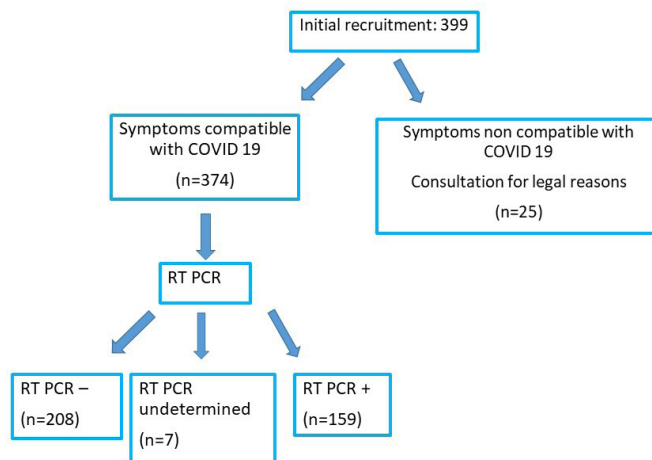 Initial recruitment: 399
Symptoms compatible
with COVID 19
(n=374)
Symptoms non compatible with
COVID 19
Consultation for legal reasons
(n=25)
RT PCR
RT PCR –
(n=208)
RT PCR
undetermined
(n=7)
RT PCR +
(n=159)